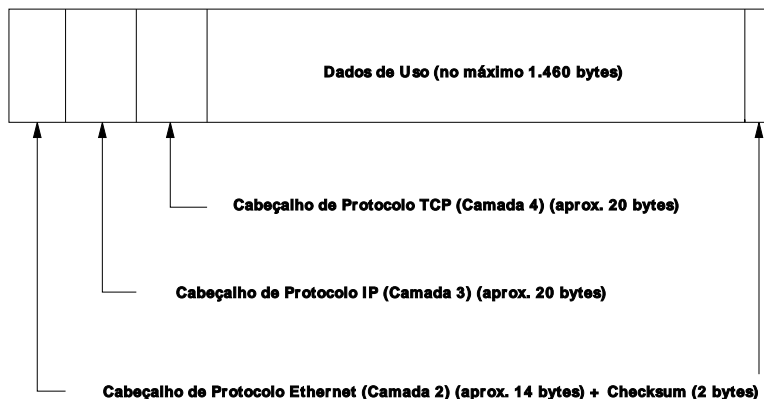 Dados de Uso (no máximo 1.460 bytes)
Cabeçalho de Protocolo TCP (Camada 4) (aprox. 20 bytes)
Cabeçalho de Protocolo IP (Camada 3) (aprox. 20 bytes)
Cabeçalho de Protocolo Ethernet (Camada 2) (aprox. 14 bytes) + Checksum (2 bytes)